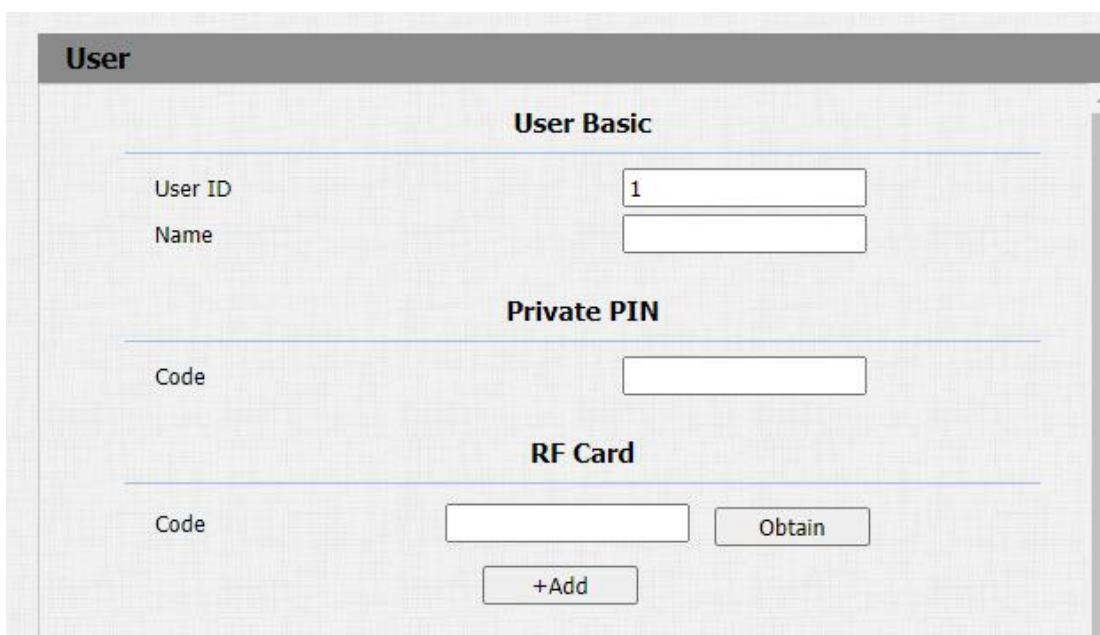 User
User Basic
User ID 1
Name
Private PIN
Code
RF Card
Code Obtain
+Add